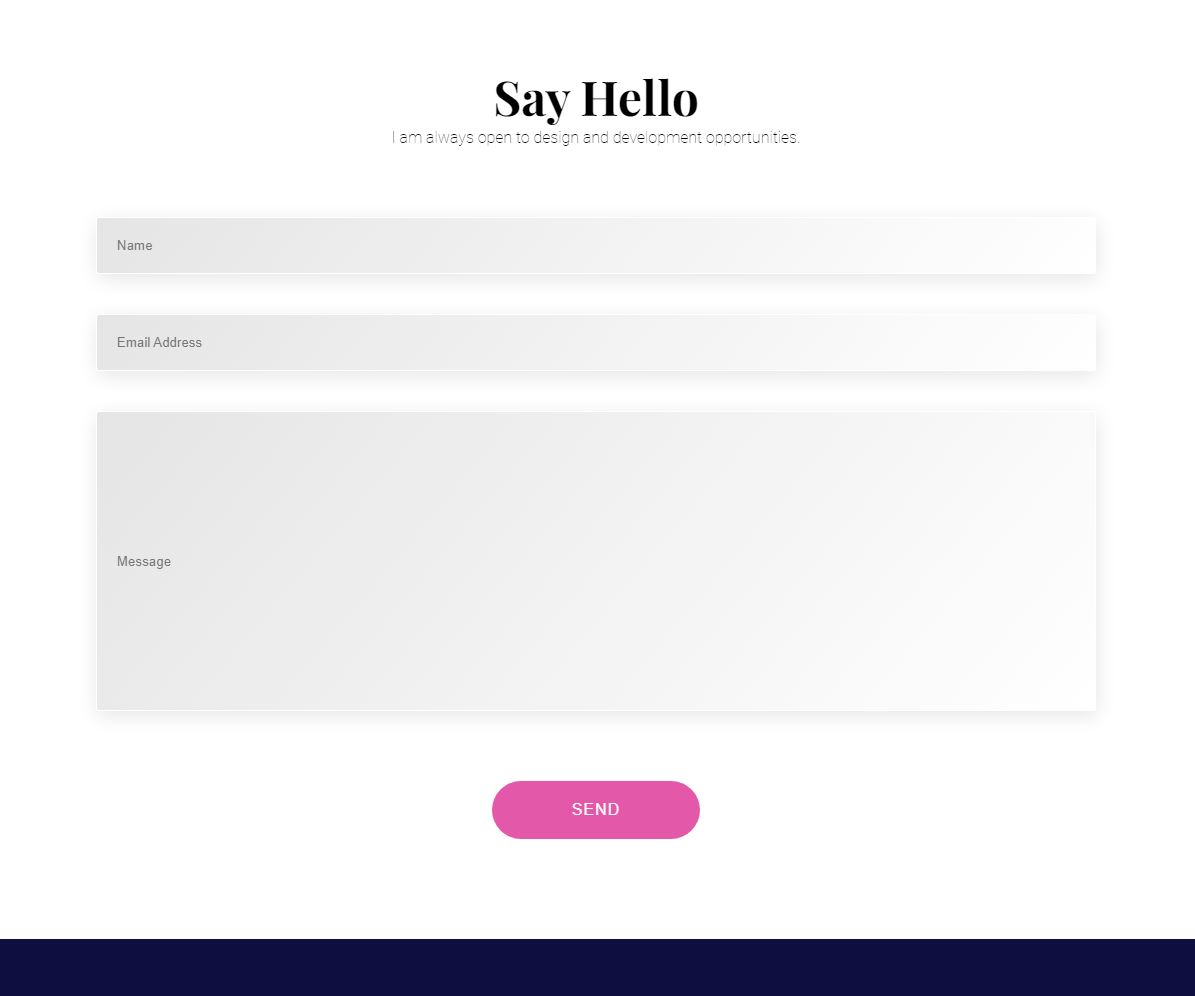 Say Hello
I am always open to design and development opportunities.
Name
Email Address
Message
SEND